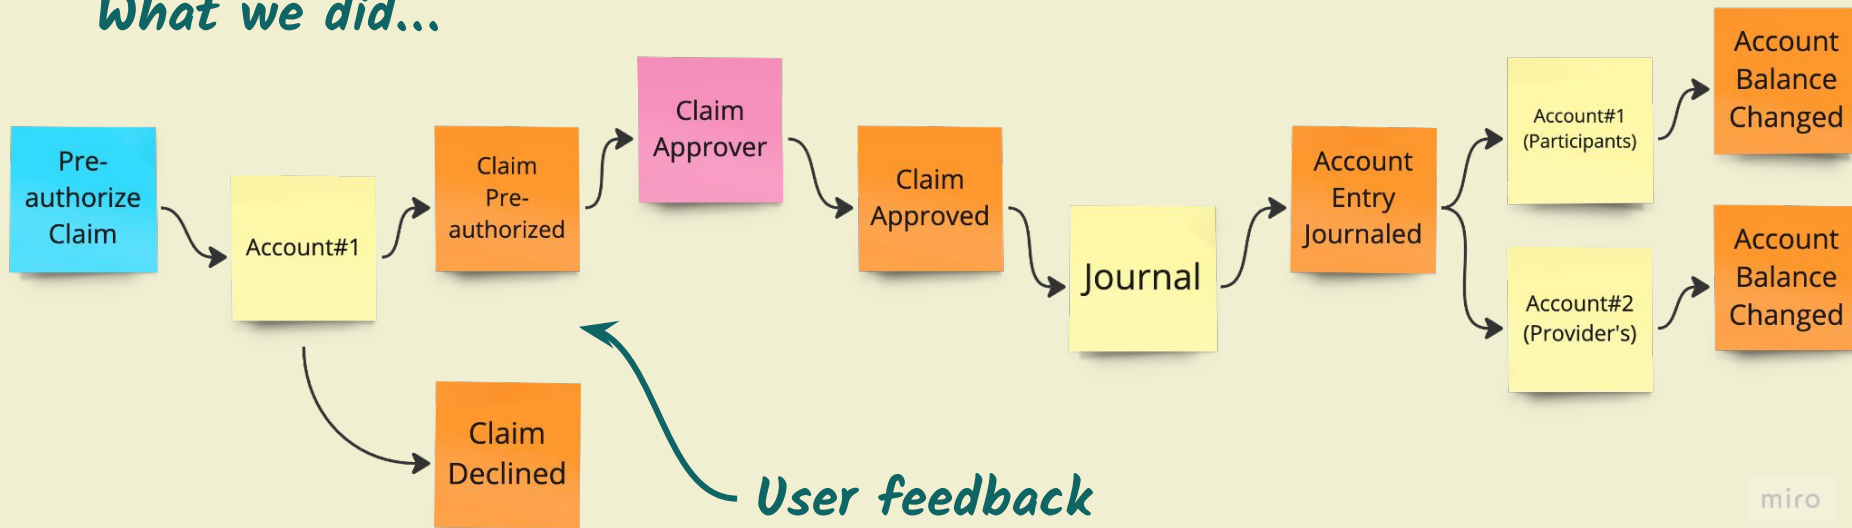 What we did...
Pre-
authorize
Claim
Account#1
Claim
Pre-
authorized
Claim
Declined
Claim
Approver
Claim
Approved
Journal
Account
Entry
Journaled
Account#1
(Participants)
Account
Balance
Changed
Account#2
(Provider's)
Account
Balance
Changed
User feedback
miro